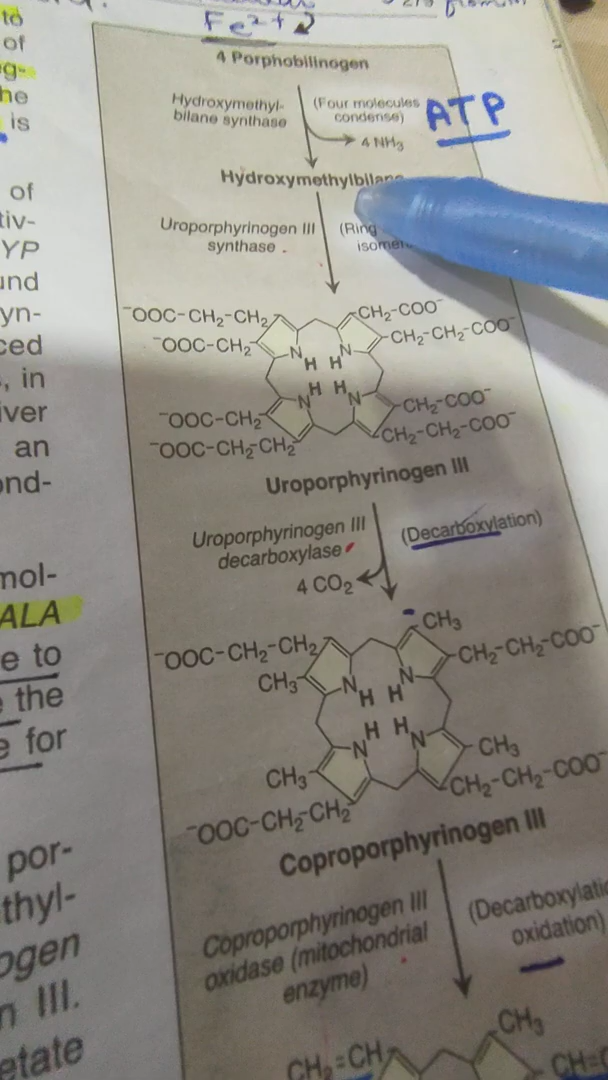 Fe²⁺
to
of
he
is
4 Porphobilinogen
Hydroxymethyl-
bilane synthase
(Four molecules
condense)
ATP
4 NH₃
Hydroxymethylbilane
of
YP
Uroporphyrinogen III
synthase
(Ring
⁻OOC-CH₂-CH₂
CH₂-COO⁻
⁻OOC-CH₂
CH₂-CH₂-COO⁻
N H H N
H H
N N
⁻OOC-CH₂
CH₂-COO⁻
⁻OOC-CH₂-CH₂
CH₂-CH₂-COO⁻
ced
, in
an
Uroporphyrinogen III
Uroporphyrinogen III
decarboxylase
(Decarboxylation)
4 CO₂
mol-
ALA
e to
the
e for
CH₃
⁻OOC-CH₂-CH₂
CH₂-CH₂-COO⁻
CH₃
N H H N
H H
N N
CH₃
CH₃
CH₂-CH₂-COO⁻
⁻OOC-CH₂-CH₂
Coproporphyrinogen III
por-
thyl-
ogen
n III.
etate
Coproporphyrinogen III
oxidase (mitochondrial
enzyme)
(Decarboxylatio
oxidation)
CH₃
CH₂=CH